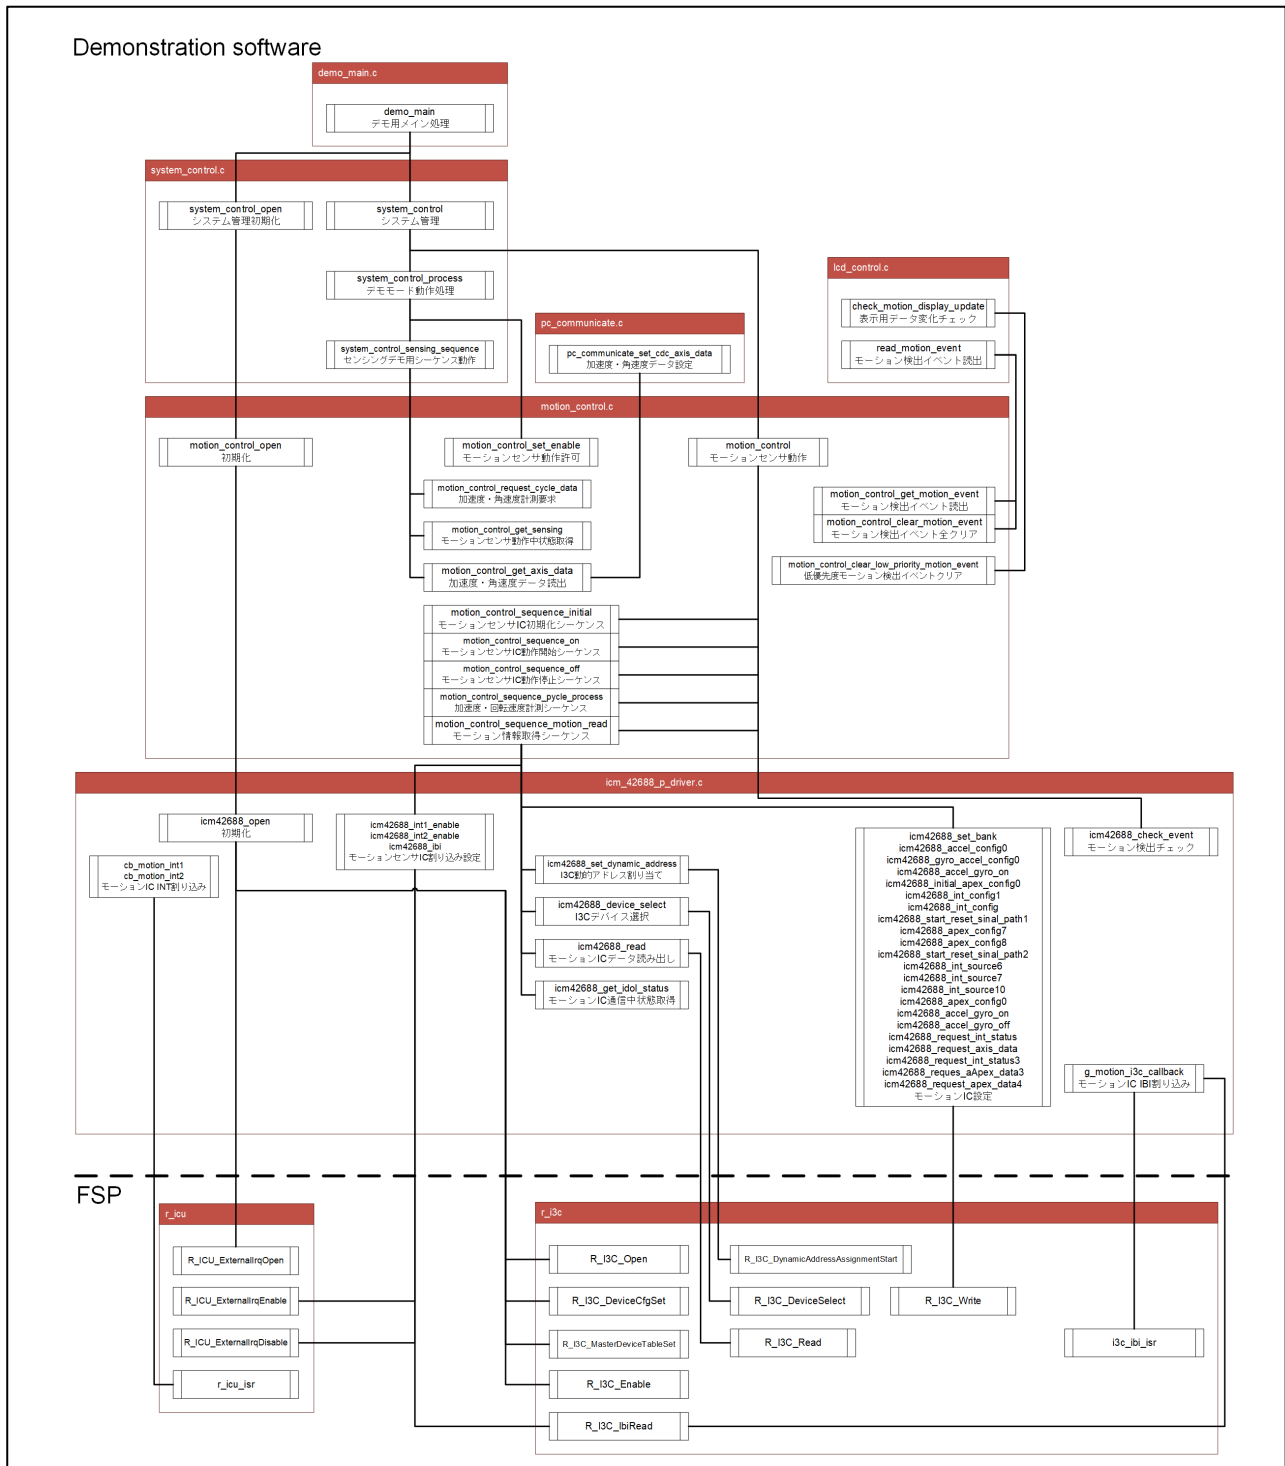 Demonstration software
demo_main.c
demo_main
デモ用メイン処理
system_control.c
system_control_open
システム管理初期化
system_control
システム管理
system_control_process
デモモード動作処理
system_control_sensing_sequence
センシングデモ用シーケンス動作
pc_communicate.c
pc_communicate_set_cdc_axis_data
加速度・角速度データ設定
lcd_control.c
check_motion_display_update
表示用データ変化チェック
read_motion_event
モーション検出イベント読出
motion_control.c
motion_control_open
初期化
motion_control_set_enable
モーションセンサ動作許可
motion_control
モーションセンサ動作
motion_control_request_cycle_data
加速度・角速度計測要求
motion_control_get_sensing
モーションセンサ動作中状態取得
motion_control_get_axis_data
加速度・角速度データ読出
motion_control_get_motion_event
モーション検出イベント読出
motion_control_clear_motion_event
モーション検出イベント全クリア
motion_control_clear_low_priority_motion_event
低優先度モーション検出イベントクリア
motion_control_sequence_initial
モーションセンサIC初期化シーケンス
motion_control_sequence_on
モーションセンサIC動作開始シーケンス
motion_control_sequence_off
モーションセンサIC動作停止シーケンス
motion_control_sequence_pycle_process
加速度・回転速度計測シーケンス
motion_control_sequence_motion_read
モーション情報取得シーケンス
icm_42688_p_driver.c
icm42688_open
初期化
cb_motion_int1
cb_motion_int2
モーションIC INT割り込み
icm42688_int1_enable
icm42688_int2_enable
icm42688_ibi
モーションセンサIC割り込み設定
icm42688_set_dynamic_address
I3C動的アドレス割り当て
icm42688_device_select
I3Cデバイス選択
icm42688_read
モーションICデータ読み出し
icm42688_get_idol_status
モーションIC通信中状態取得
icm42688_set_bank
icm42688_accel_config0
icm42688_gyro_accel_config0
icm42688_accel_gyro_on
icm42688_initial_apex_config0
icm42688_int_config1
icm42688_int_config
icm42688_start_reset_sinal_path1
icm42688_apex_config7
icm42688_apex_config8
icm42688_start_reset_sinal_path2
icm42688_int_source6
icm42688_int_source7
icm42688_int_source10
icm42688_apex_config0
icm42688_accel_gyro_on
icm42688_accel_gyro_off
icm42688_request_int_status
icm42688_request_axis_data
icm42688_request_int_status3
icm42688_reques_aApex_data3
icm42688_request_apex_data4
モーションIC設定
icm42688_check_event
モーション検出チェック
g_motion_i3c_callback
モーションIC IBI割り込み
FSP
r_icu
R_ICU_ExternalIrqOpen
R_ICU_ExternalIrqEnable
R_ICU_ExternalIrqDisable
r_icu_isr
r_i3c
R_I3C_Open
R_I3C_DeviceCfgSet
R_I3C_MasterDeviceTableSet
R_I3C_Enable
R_I3C_IbiRead
R_I3C_DynamicAddressAssignmentStart
R_I3C_DeviceSelect
R_I3C_Read
R_I3C_Write
i3c_ibi_isr